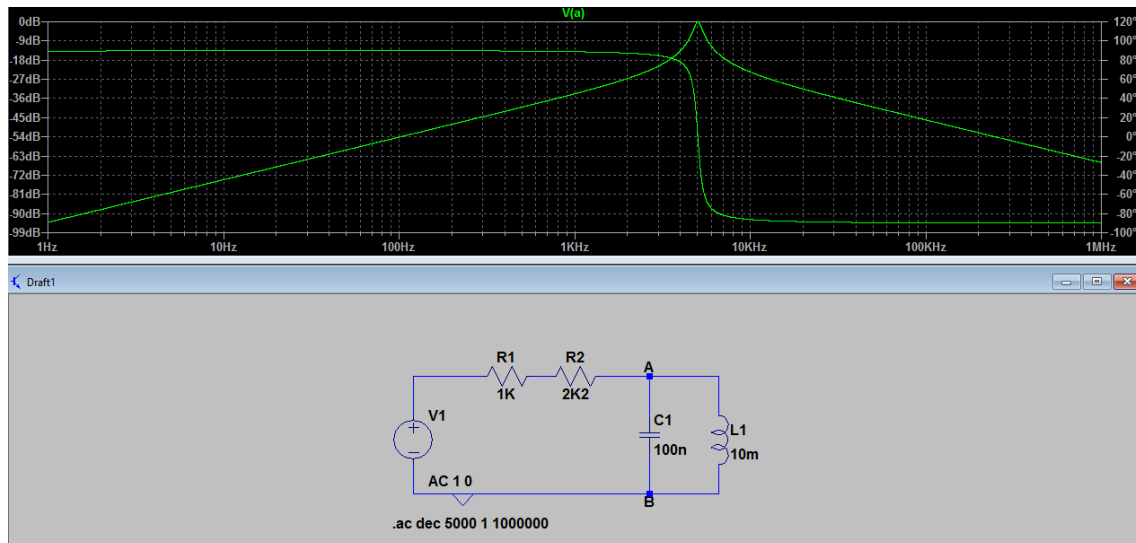 V(a)
0dB 120°
-9dB 100°
-18dB 80°
-27dB 60°
-36dB 40°
-45dB 20°
-54dB 0°
-63dB -20°
-72dB -40°
-81dB -60°
-90dB -80°
-99dB -100°
1Hz 10Hz 100Hz 1KHz 10KHz 100KHz 1MHz
Draft1
R1 R2 A
1K 2K2
V1 C1 L1
100n 10m
AC 1 0 B
.ac dec 5000 1 1000000